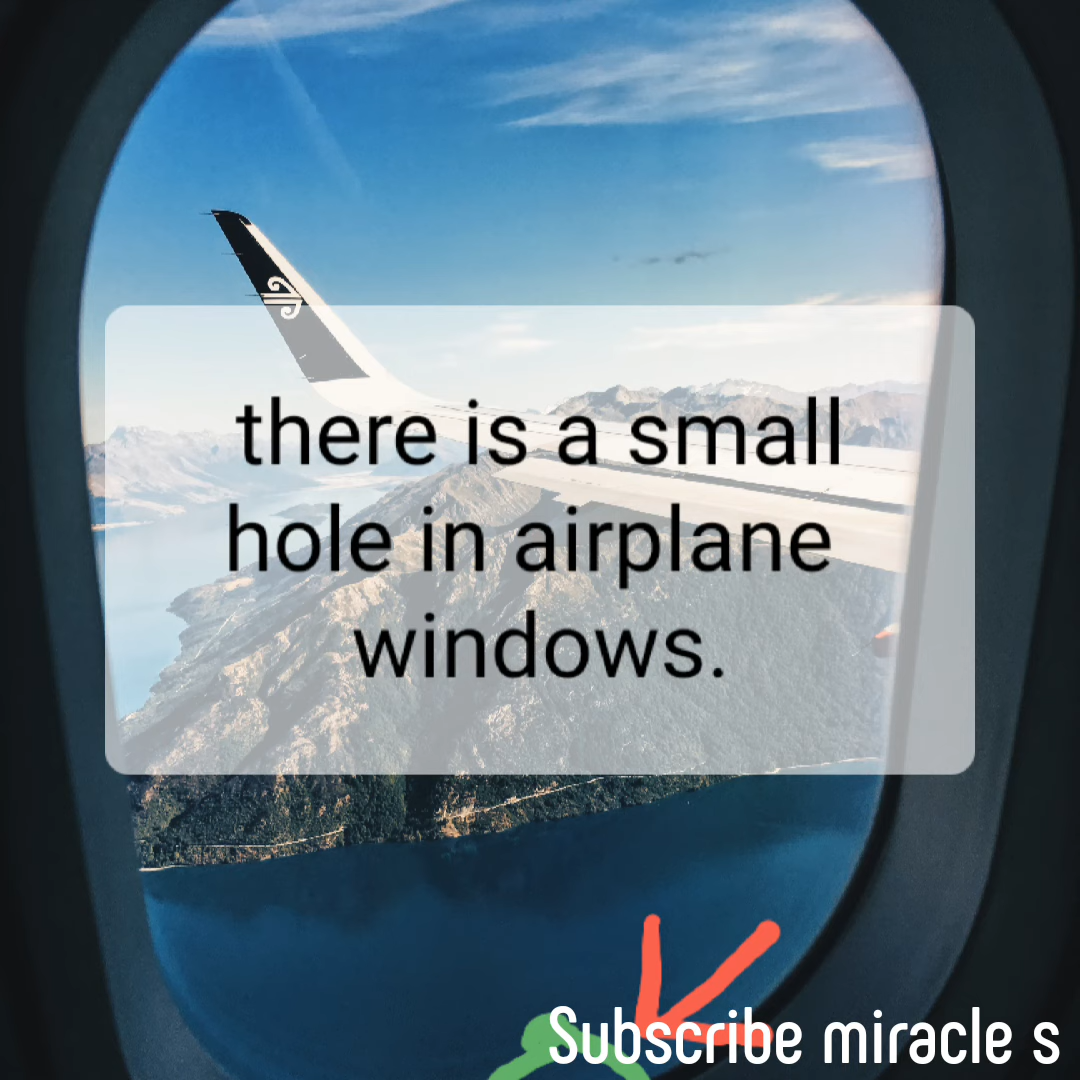 there is a small
hole in airplane
windows.
Subscribe miracle s